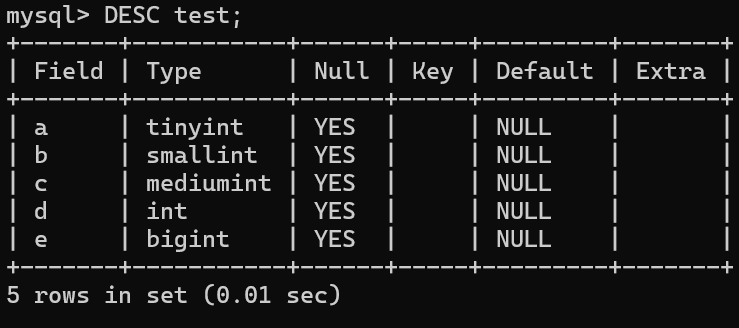 mysql> DESC test;
+-------+-----------+------+-----+---------+-------+
| Field | Type      | Null | Key | Default | Extra |
+-------+-----------+------+-----+---------+-------+
| a     | tinyint   | YES  |     | NULL    |       |
| b     | smallint  | YES  |     | NULL    |       |
| c     | mediumint | YES  |     | NULL    |       |
| d     | int       | YES  |     | NULL    |       |
| e     | bigint    | YES  |     | NULL    |       |
+-------+-----------+------+-----+---------+-------+
5 rows in set (0.01 sec)